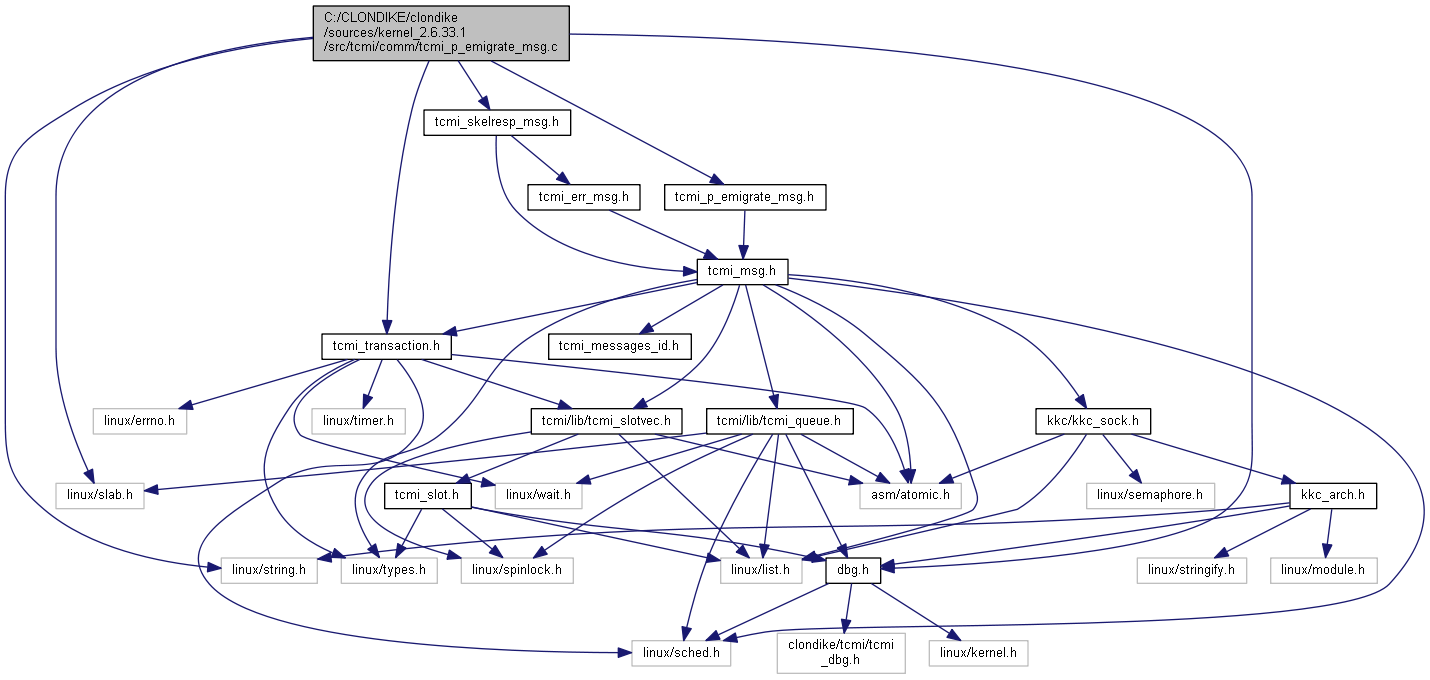 C:/CLONDIKE/clondike
/sources/kernel_2.6.33.1
/src/tcmi/comm/tcmi_p_emigrate_msg.c
tcmi_skelresp_msg.h
tcmi_err_msg.h
tcmi_p_emigrate_msg.h
tcmi_msg.h
tcmi_transaction.h
tcmi_messages_id.h
linux/errno.h
linux/timer.h
tcmi/lib/tcmi_slotvec.h
tcmi/lib/tcmi_queue.h
kkc/kkc_sock.h
linux/slab.h
tcmi_slot.h
linux/wait.h
asm/atomic.h
linux/semaphore.h
kkc_arch.h
linux/string.h
linux/types.h
linux/spinlock.h
linux/list.h
dbg.h
linux/stringify.h
linux/module.h
linux/sched.h
clondike/tcmi/tcmi
_dbg.h
linux/kernel.h